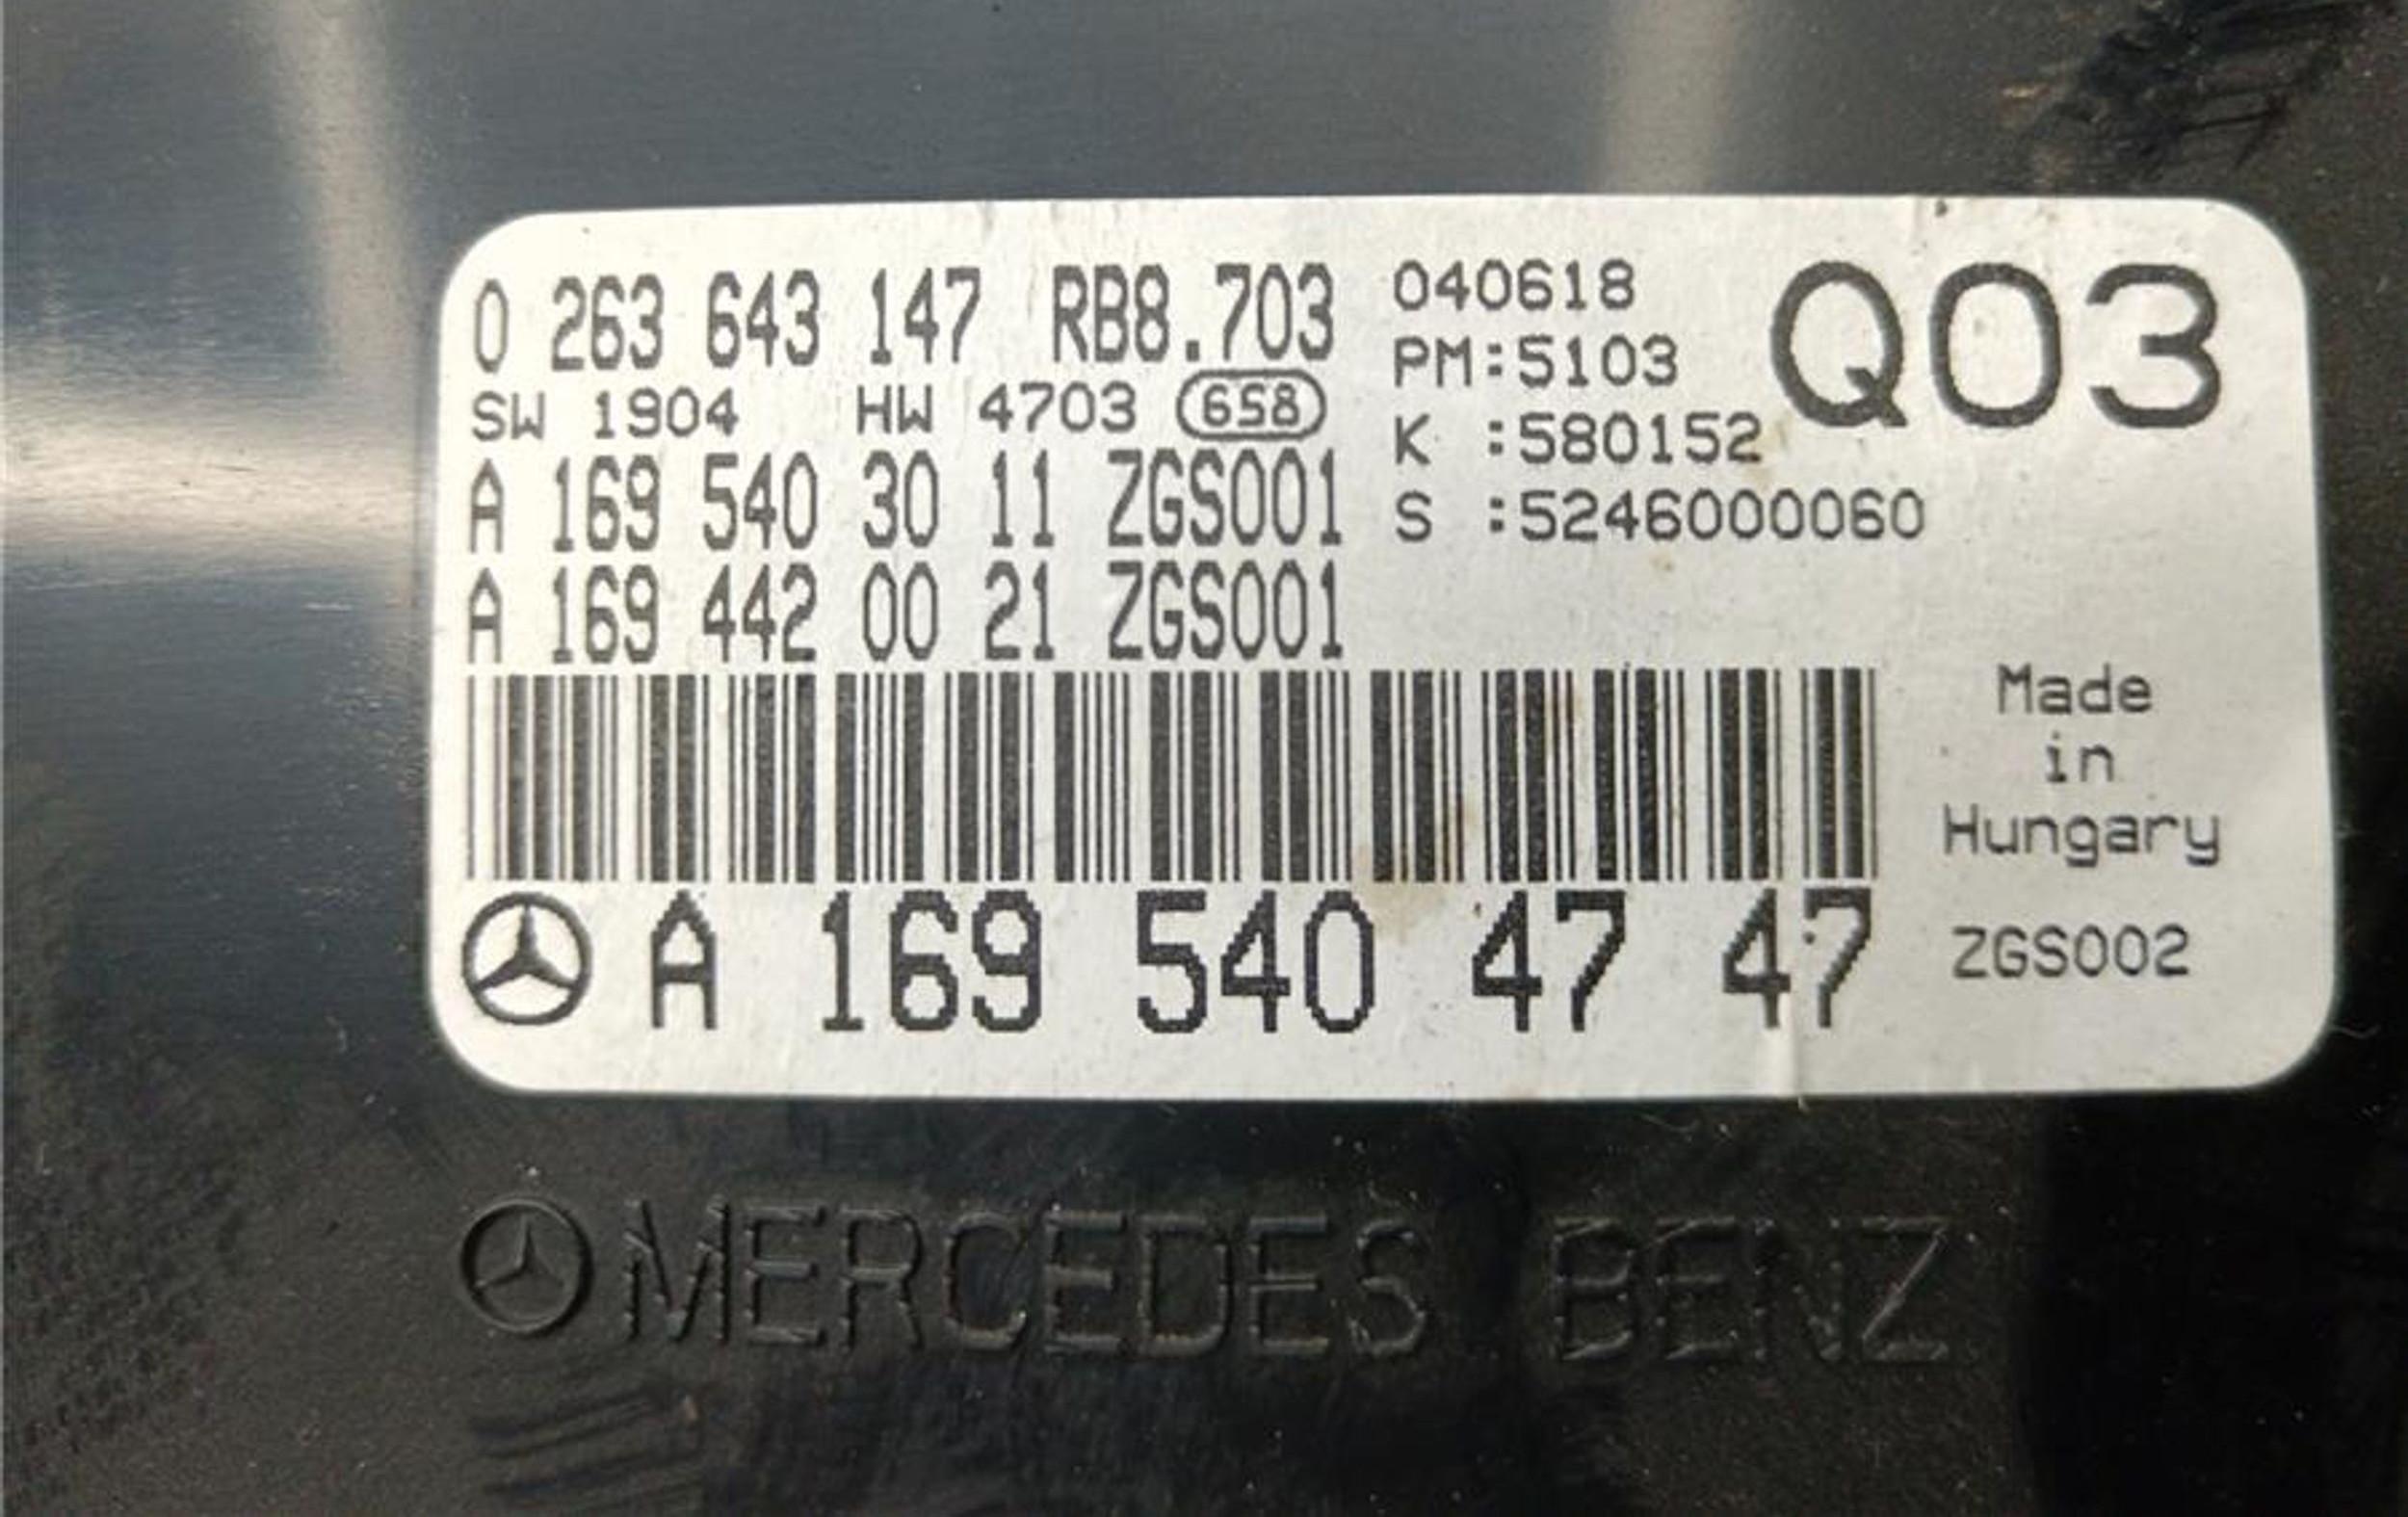 0 263 643 147 RB8.703
SW 1904 HW 4703 658
A 169 540 30 11 ZGS001
A 169 442 00 21 ZGS001
040618
PM:5103
K :580152
S :5246000060
Q03
Made
in
Hungary
A 169 540 47 47
ZGS002
MERCEDES BENZ